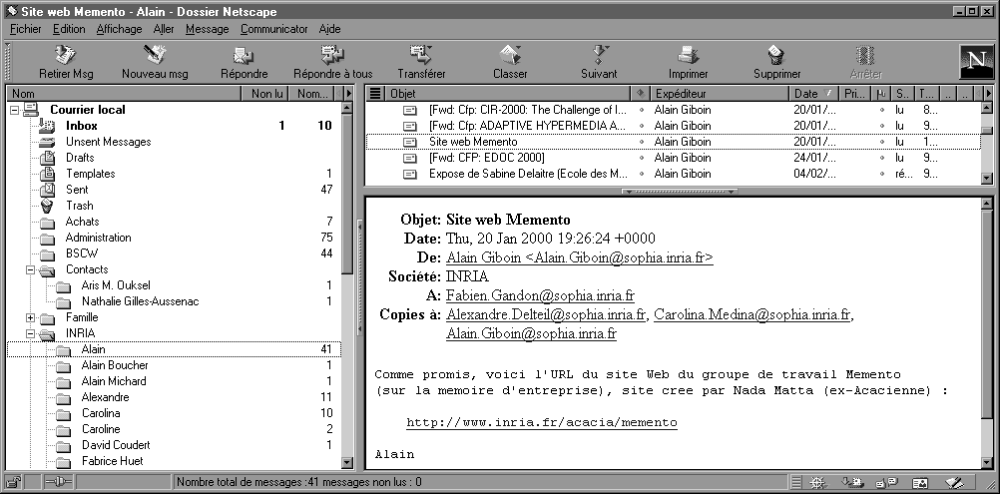 Site web Memento - Alain - Dossier Netscape
Fichier Edition Affichage Aller Message Communicator Aide
Retirer Msg Nouveau msg Répondre Répondre à tous Transférer Classer Suivant Imprimer Supprimer Arrêter N
Nom Non lu Nom...
Courrier local
Inbox 1 10
Unsent Messages
Drafts
Templates 1
Sent 47
Trash
Achats 7
Administration 75
BSCW 44
Contacts
Aris M. Ouksel 1
Nathalie Gilles-Aussenac 1
Famille
INRIA
Alain 41
Alain Boucher 1
Alain Michard 1
Alexandre 11
Carolina 10
Caroline 2
David Coudert 1
Fabrice Huet
Objet Expéditeur Date Pri... S.. T... .. ..
[Fwd: Cfp: CIR-2000: The Challenge of I... Alain Giboin 20/01/... lu 8...
[Fwd: Cfp: ADAPTIVE HYPERMEDIA A... Alain Giboin 20/01/... lu 9...
Site web Memento Alain Giboin 20/01/... lu 1...
[Fwd: CFP: EDOC 2000] Alain Giboin 24/01/... lu 9...
Expose de Sabine Delaitre (Ecole des M... Alain Giboin 04/02/... ré... 9...
Objet: Site web Memento
Date: Thu, 20 Jan 2000 19:26:24 +0000
De: Alain Giboin <Alain.Giboin@sophia.inria.fr>
Société: INRIA
A: Fabien.Gandon@sophia.inria.fr
Copies à: Alexandre.Delteil@sophia.inria.fr, Carolina.Medina@sophia.inria.fr,
Alain.Giboin@sophia.inria.fr
Comme promis, voici l'URL du site Web du groupe de travail Memento
(sur la memoire d'entreprise), site cree par Nada Matta (ex-Acacienne) :
http://www.inria.fr/acacia/memento
Alain
Nombre total de messages :41 messages non lus : 0